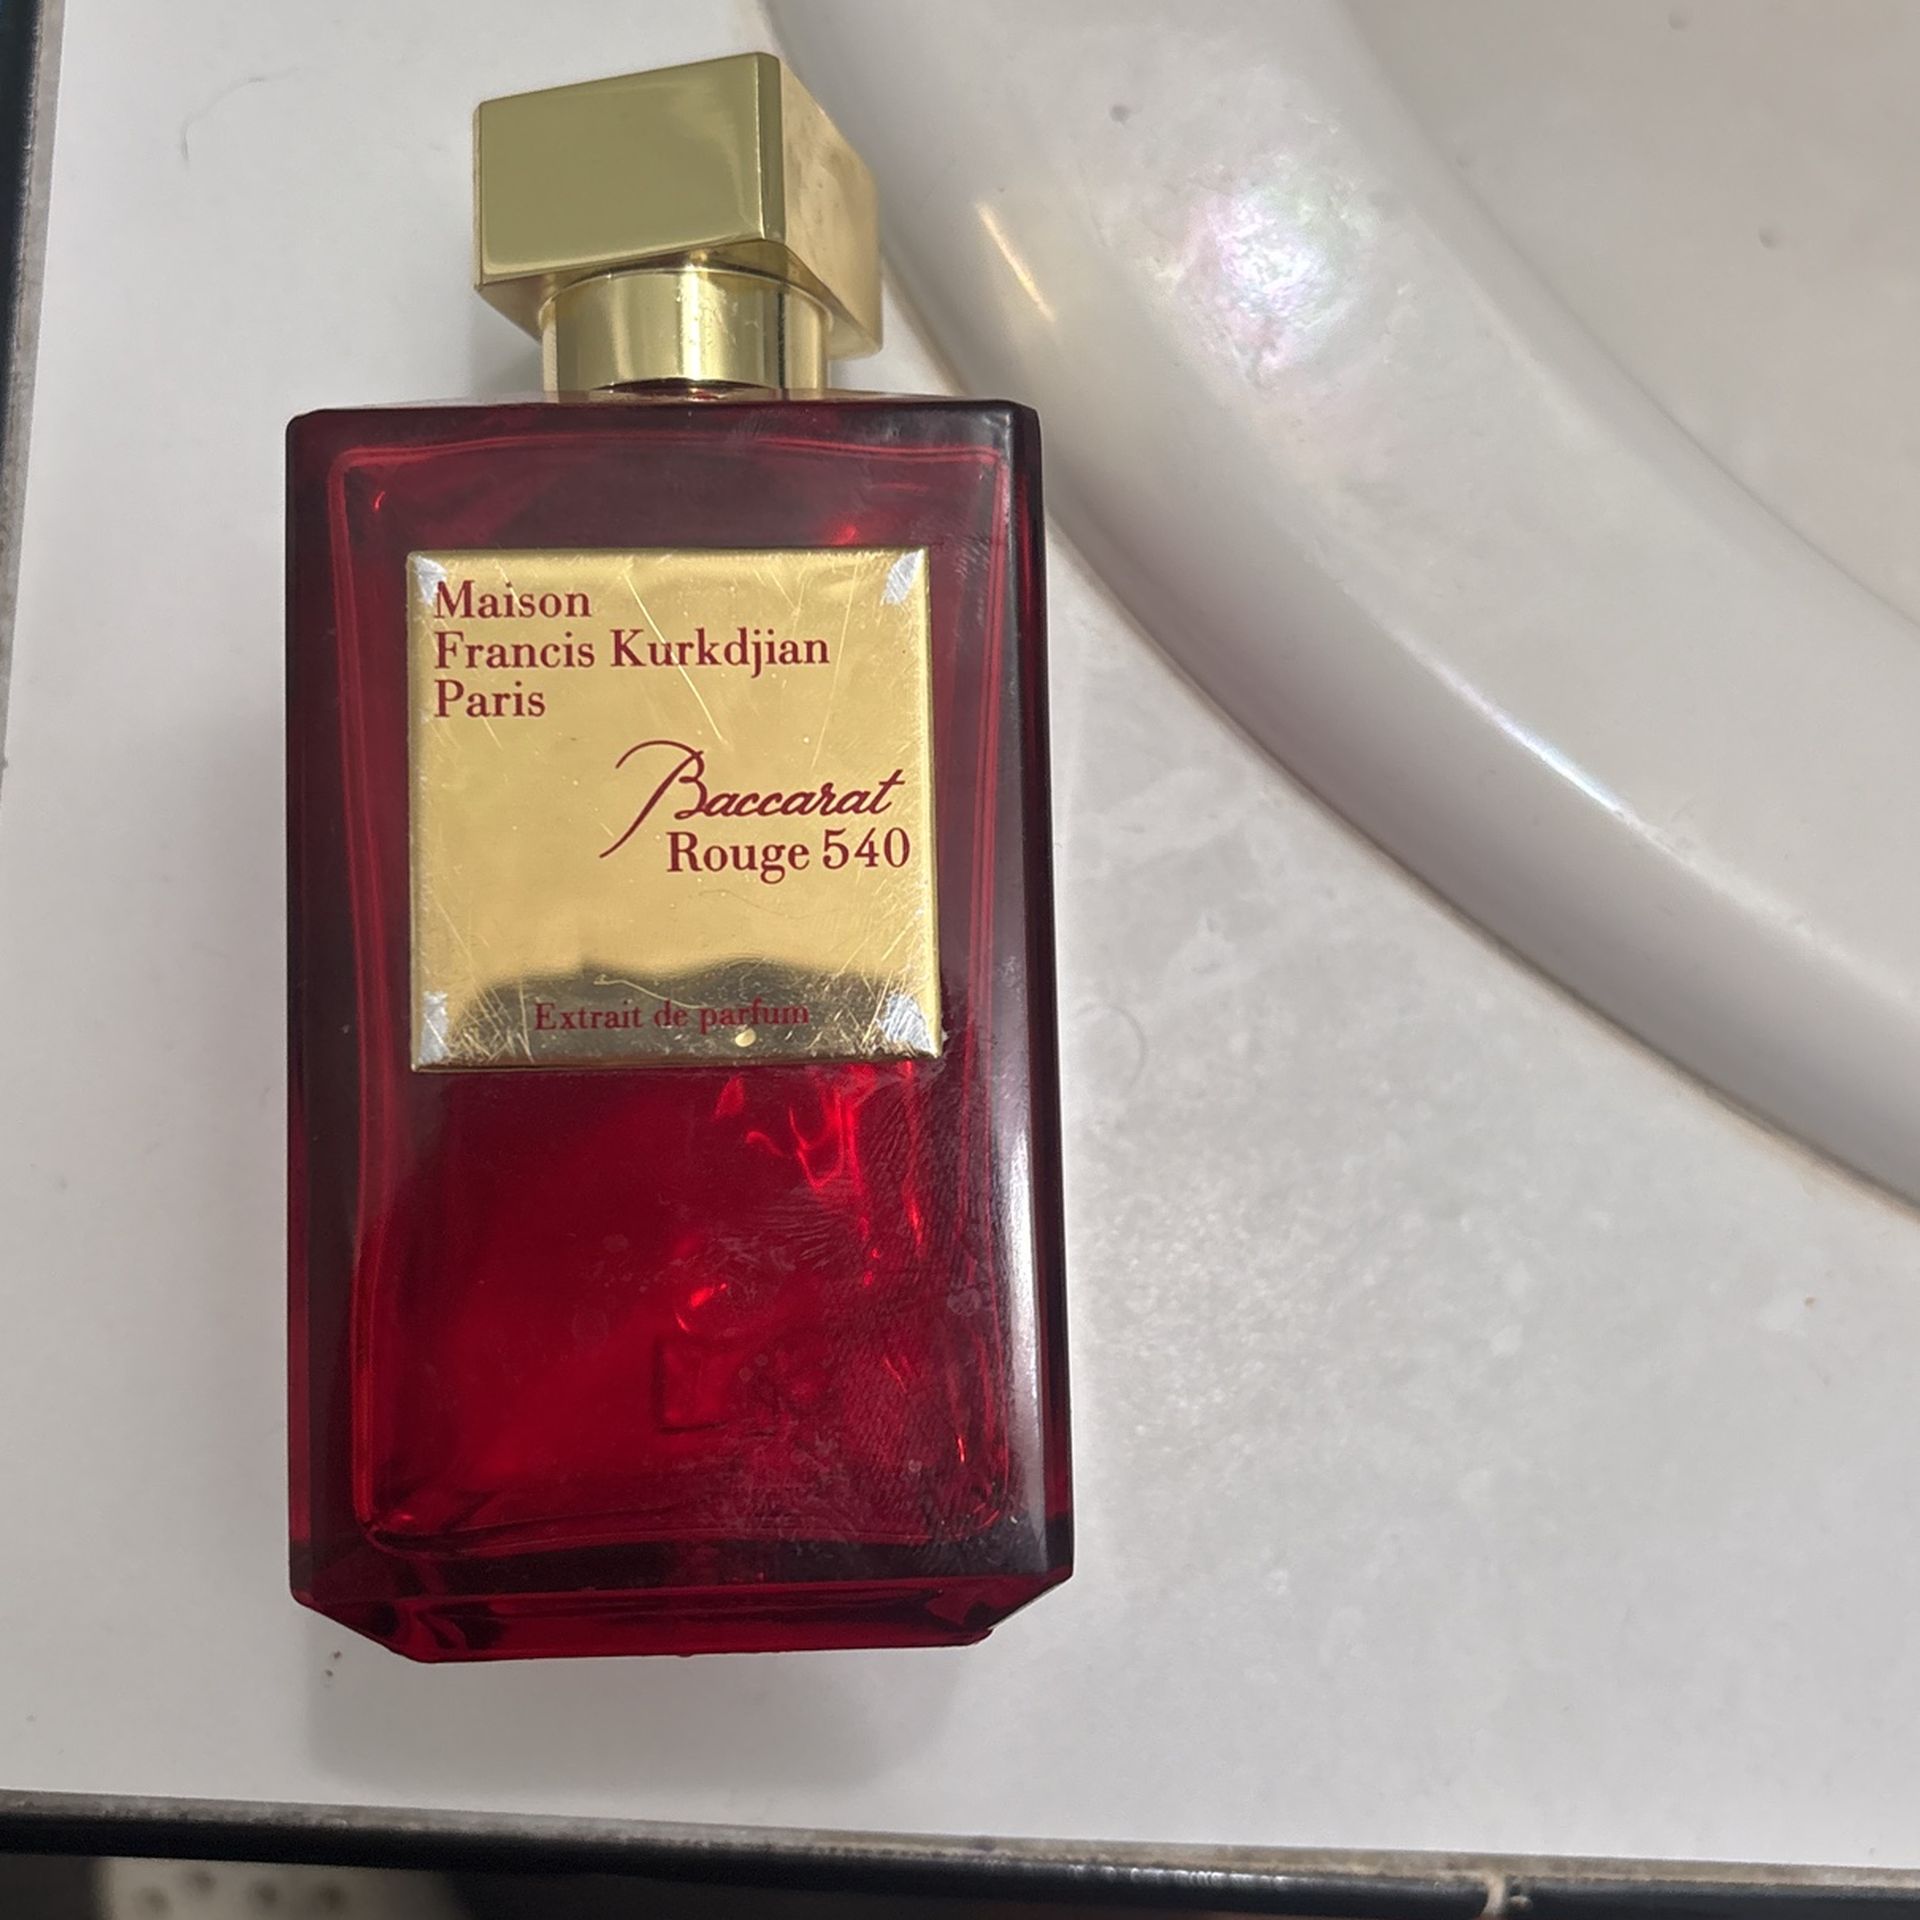 Maison
Francis Kurkdjian
Paris
Baccarat
Rouge 540
Extrait de parfum